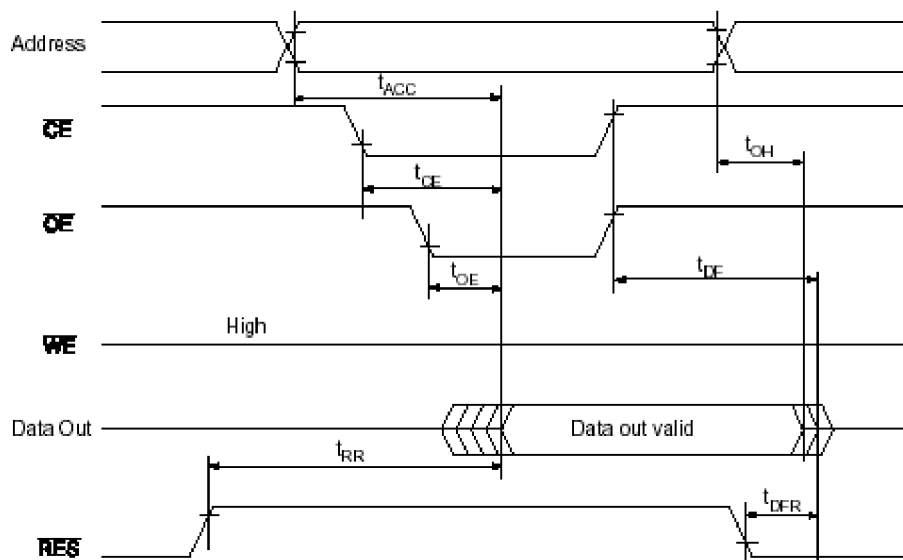 Address
tACC
CE
tCE
tOH
OE
tOE
tDF
High
WE
Data Out
Data out valid
tRR
tDFR
RES